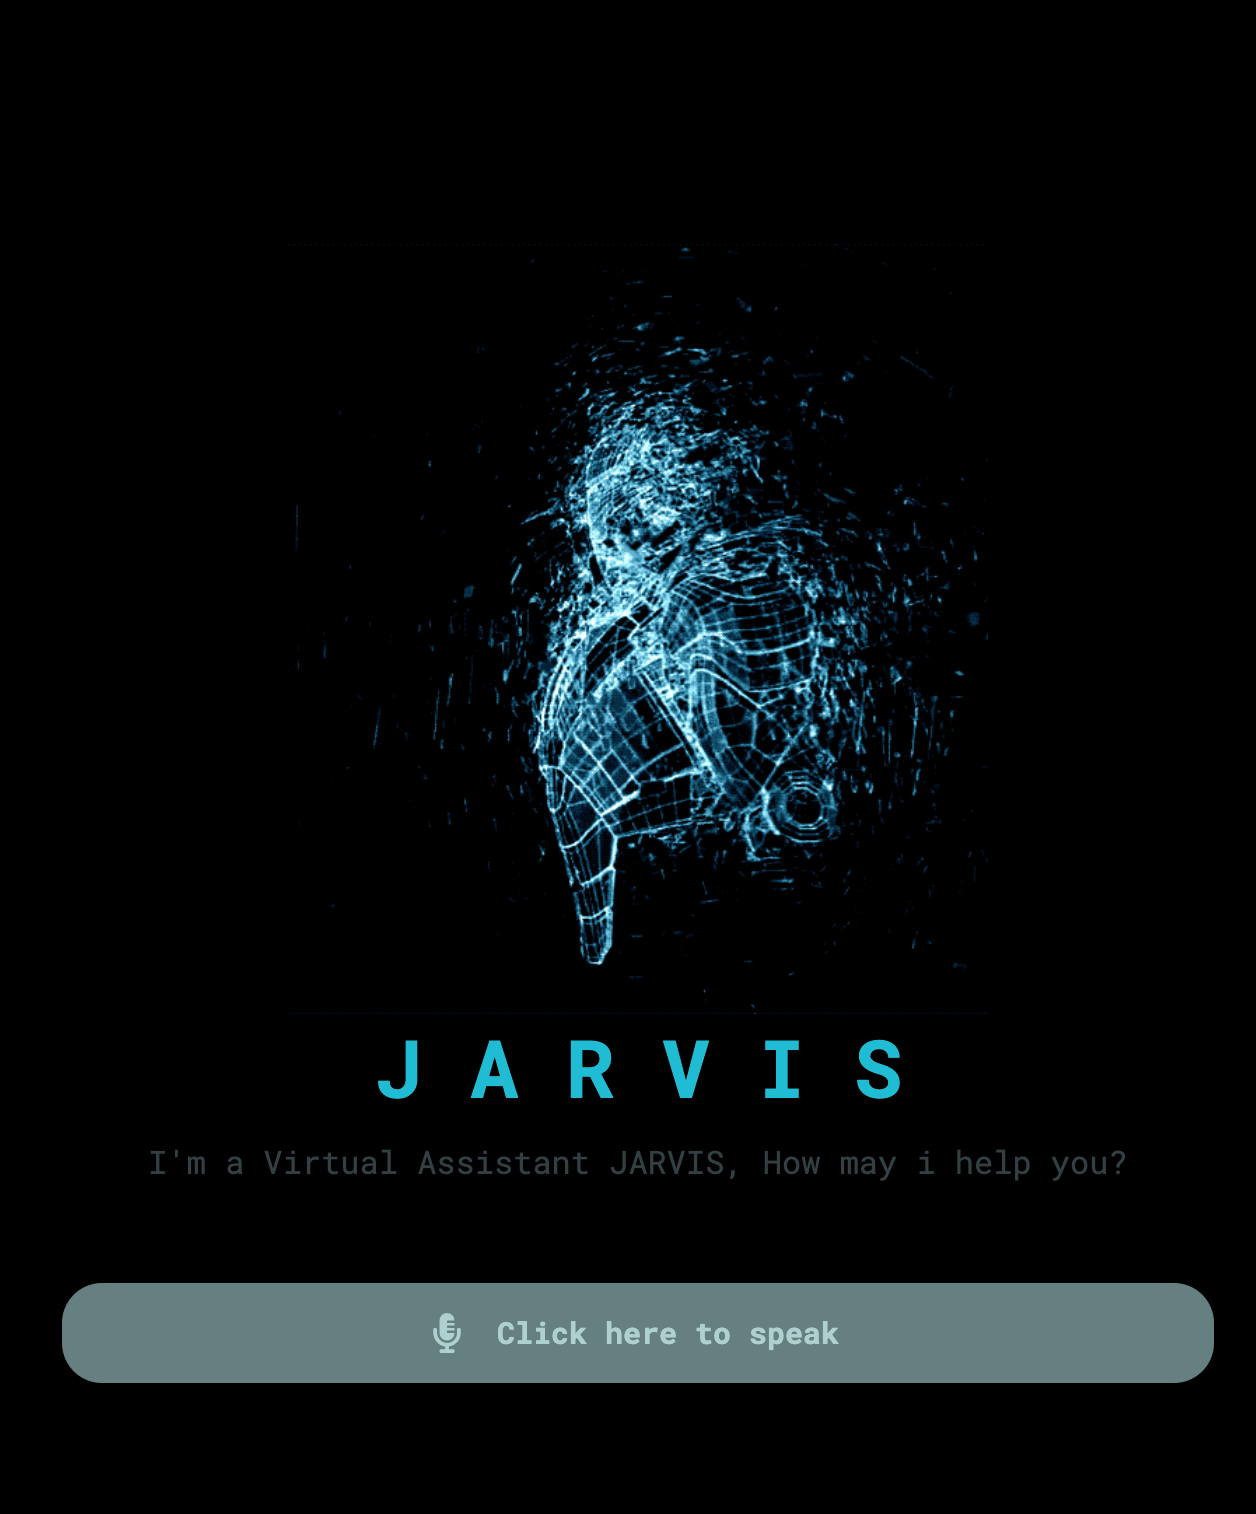 J A R V I S
I'm a Virtual Assistant JARVIS, How may i help you?
Click here to speak